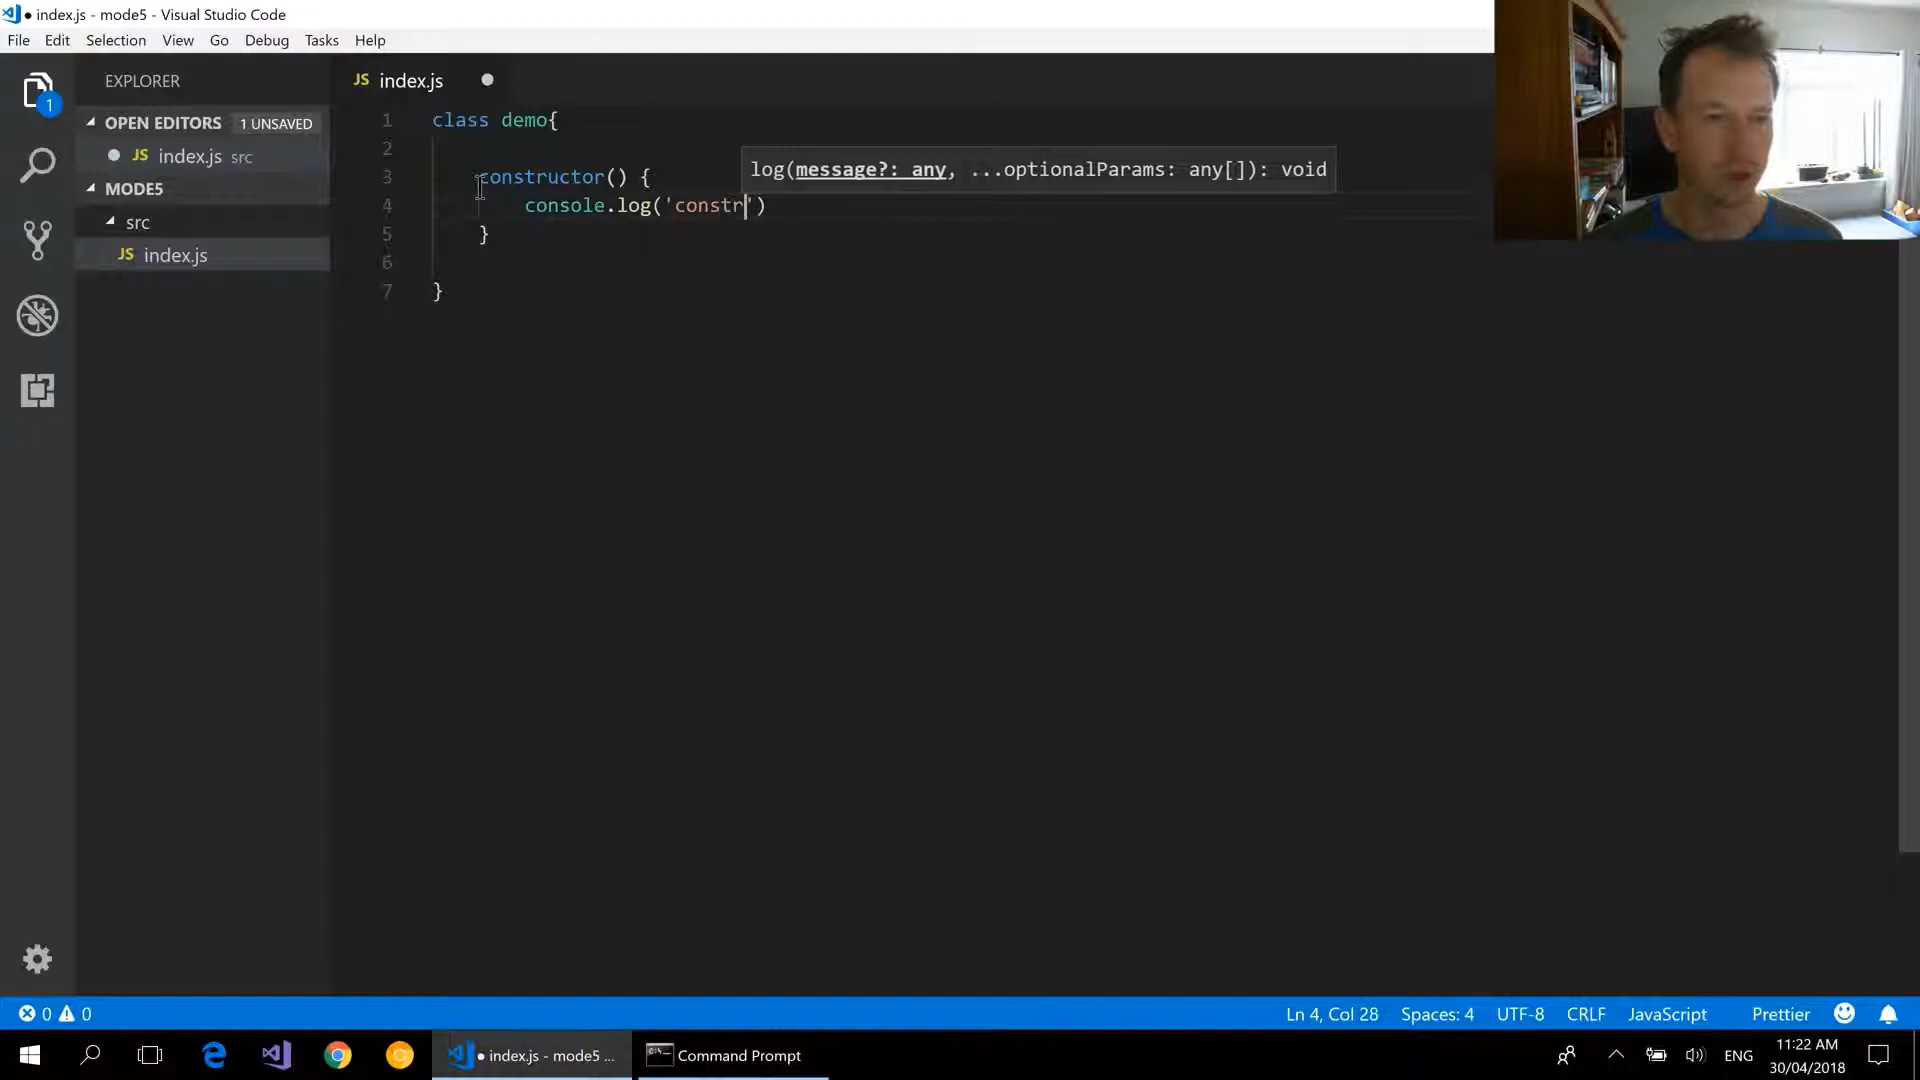 index.js - mode5 - Visual Studio Code
File Edit Selection View Go Debug Tasks Help
EXPLORER
JS index.js
1
OPEN EDITORS 1 UNSAVED
JS index.js src
MODE5
src
JS index.js
1 class demo{
2
3 constructor() {
log(message?: any, ...optionalParams: any[]): void
4 console.log('constr')
5 }
6
7 }
0 0
Ln 4, Col 28 Spaces: 4 UTF-8 CRLF JavaScript Prettier
index.js - mode5 ...
C:\_ Command Prompt
ENG
11:22 AM
30/04/2018